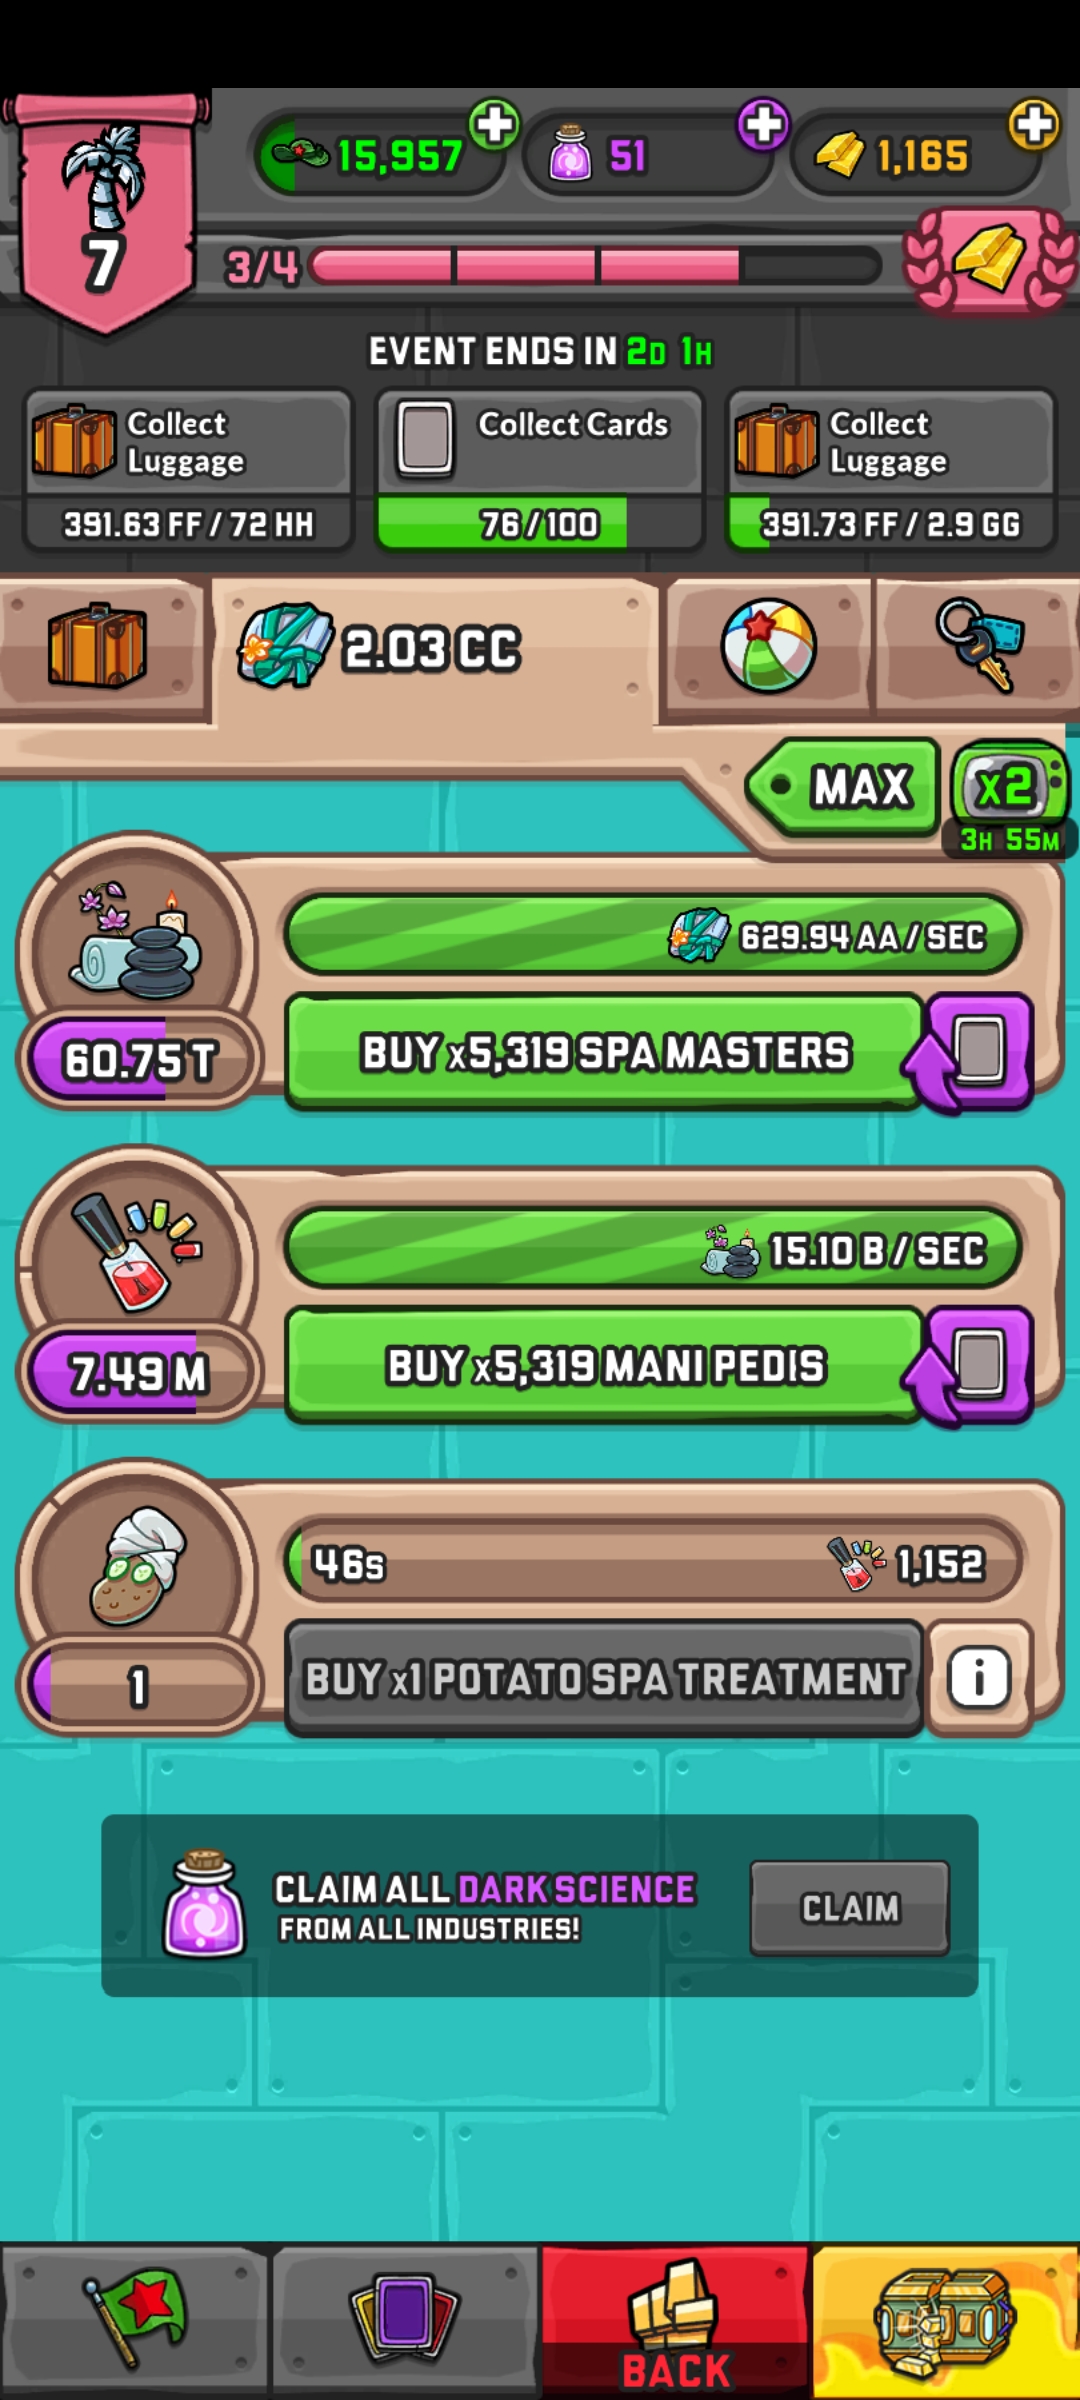 15,957
51
1,165
7
3/4
EVENT ENDS IN 2D 1H
Collect
Luggage
391.63 FF / 72 HH
Collect Cards
76/100
Collect
Luggage
391.73 FF / 2.9 GG
2.03 CC
MAX
x2
3H 55M
629.94 AA / SEC
60.75 T
BUY x5,319 SPA MASTERS
15.10 B / SEC
7.49 M
BUY x5,319 MANI PEDIS
46s
1,152
1
BUY x1 POTATO SPA TREATMENT
i
CLAIM ALL DARK SCIENCE
FROM ALL INDUSTRIES!
CLAIM
BACK